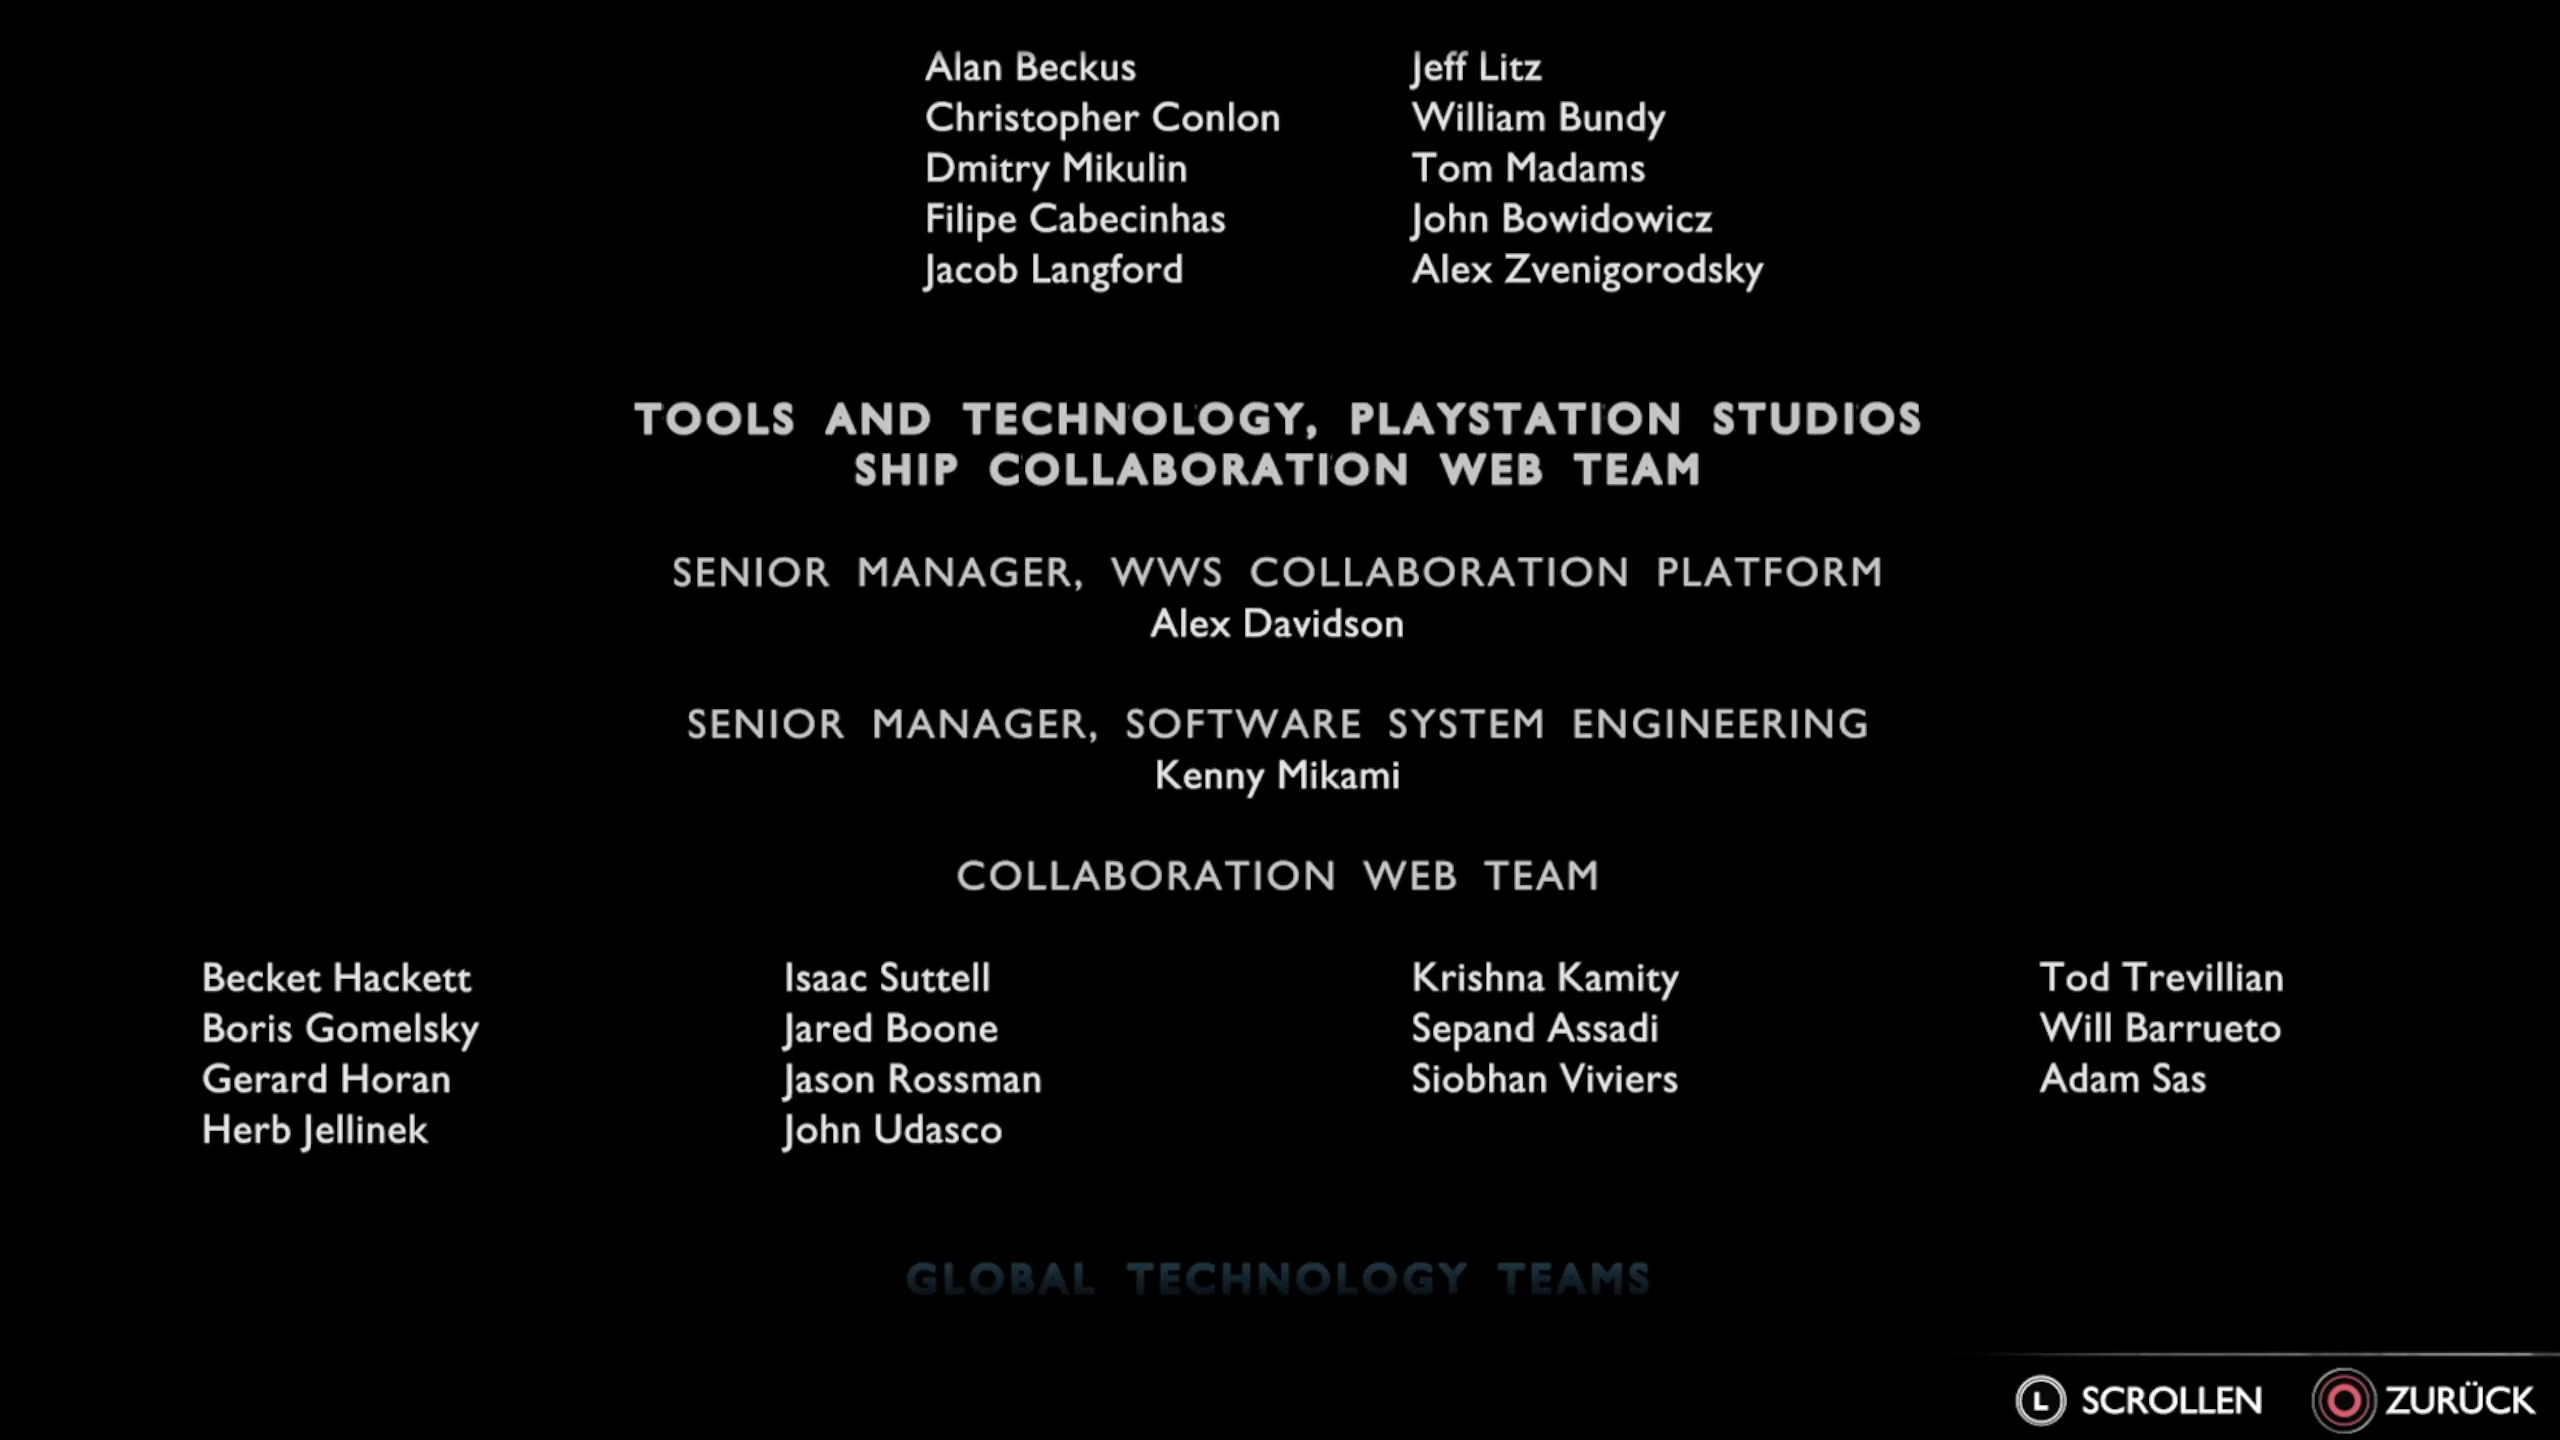 Alan Beckus Jeff Litz
Christopher Conlon William Bundy
Dmitry Mikulin Tom Madams
Filipe Cabecinhas John Bowidowicz
Jacob Langford Alex Zvenigorodsky
TOOLS AND TECHNOLOGY, PLAYSTATION STUDIOS
SHIP COLLABORATION WEB TEAM
SENIOR MANAGER, WWS COLLABORATION PLATFORM
Alex Davidson
SENIOR MANAGER, SOFTWARE SYSTEM ENGINEERING
Kenny Mikami
COLLABORATION WEB TEAM
Becket Hackett Isaac Suttell Krishna Kamity Tod Trevillian
Boris Gomelsky Jared Boone Sepand Assadi Will Barrueto
Gerard Horan Jason Rossman Siobhan Viviers Adam Sas
Herb Jellinek John Udasco
GLOBAL TECHNOLOGY TEAMS
L SCROLLEN ZURÜCK